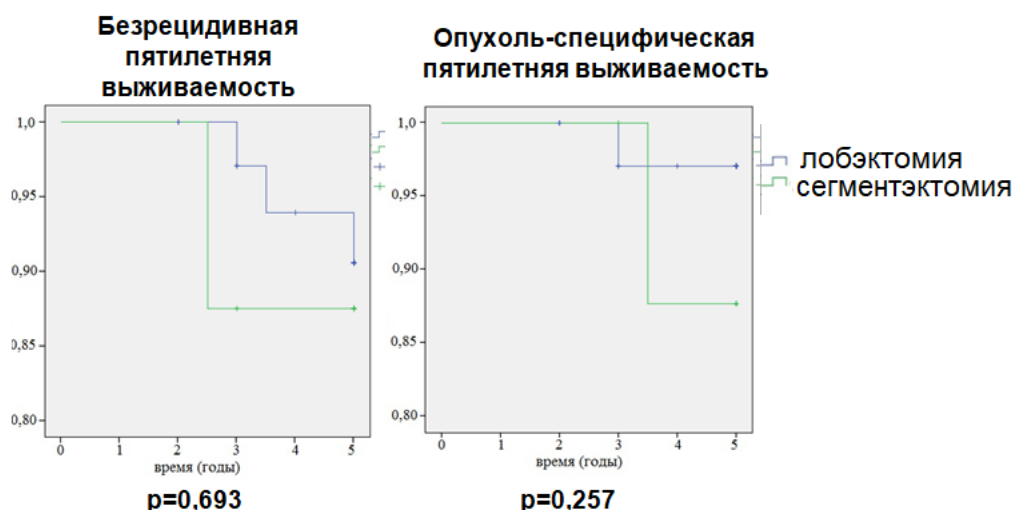 Безрецидивная
пятилетняя
выживаемость
1,0
0,95
0,90
0,85
0,80
0 1 2 3 4 5
время (годы)
p=0,693
Опухоль-специфическая
пятилетняя выживаемость
1,0
0,95
0,90
0,85
0,80
0 1 2 3 4 5
время (годы)
p=0,257
лобэктомия
сегментэктомия